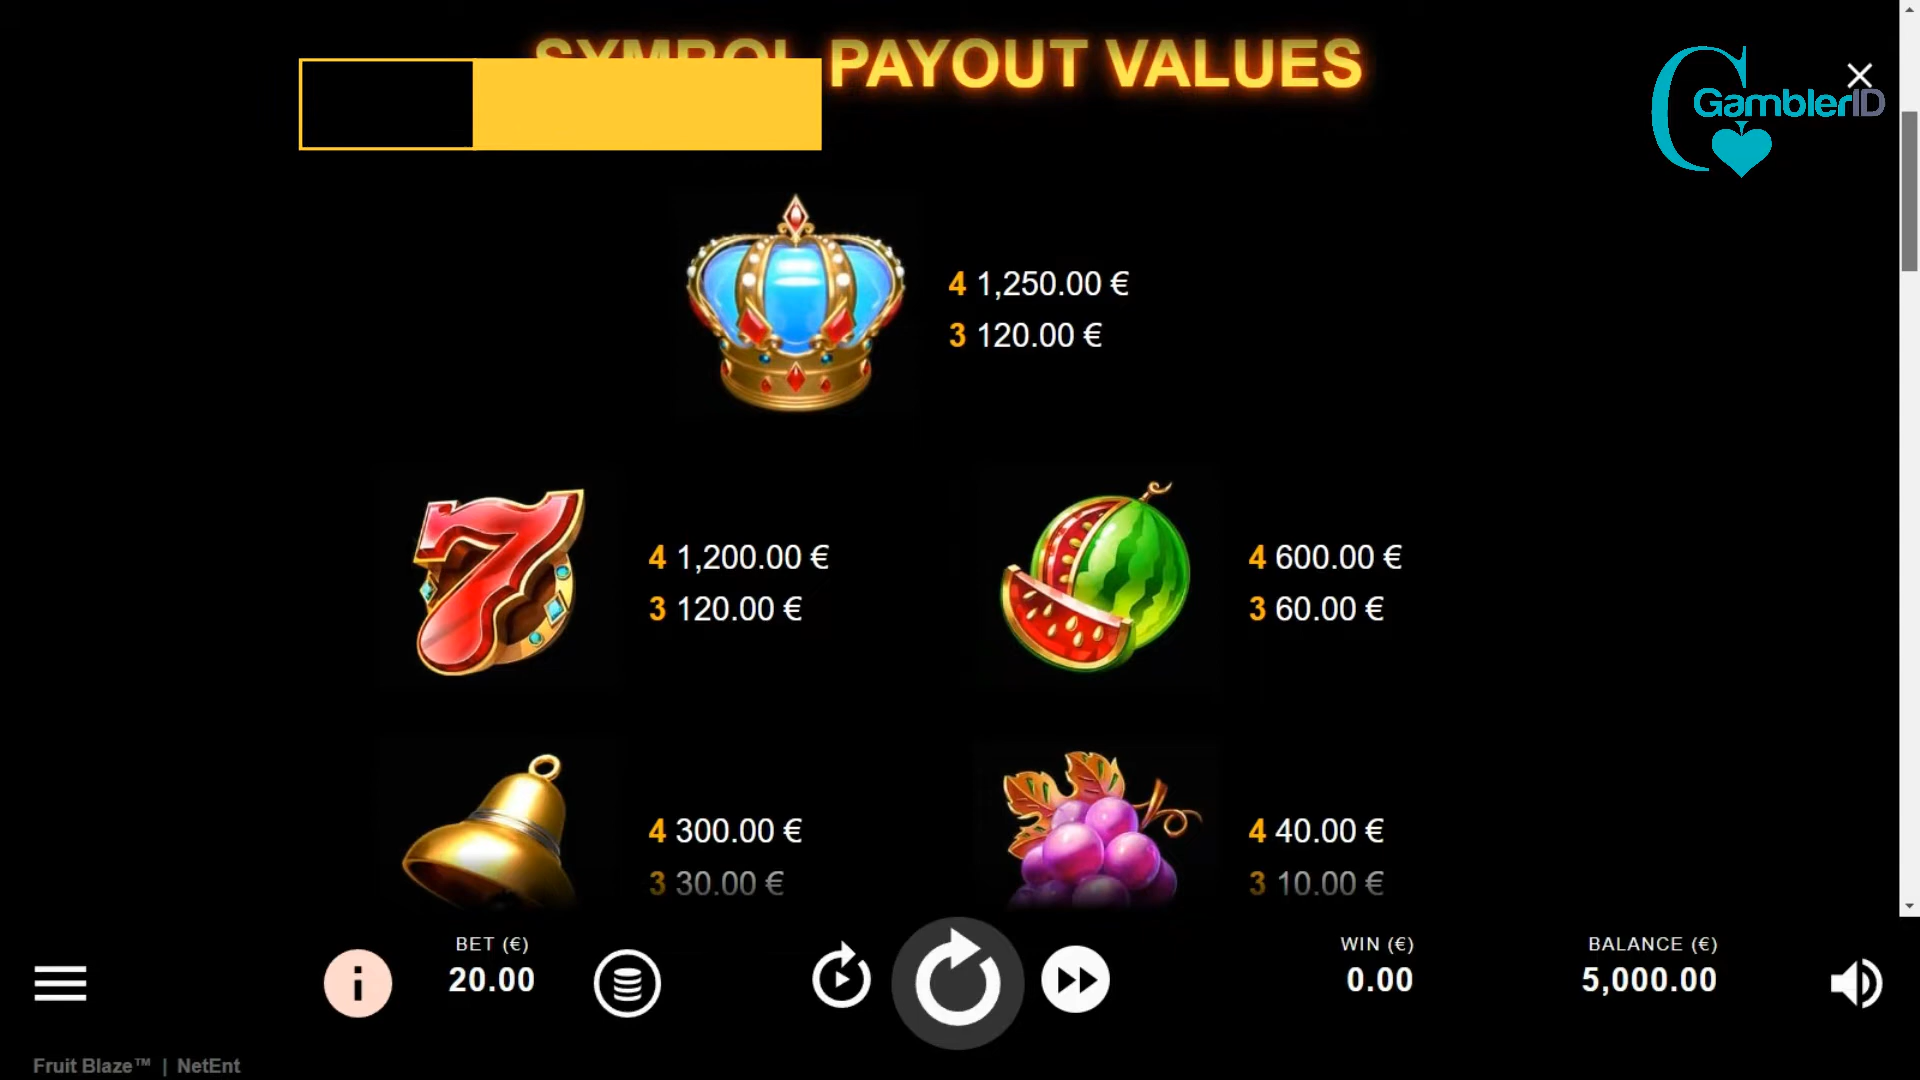 SYMBOL PAYOUT VALUES
GamblerID
4 1,250.00 €
3 120.00 €
7
4 1,200.00 €
3 120.00 €
4 600.00 €
3 60.00 €
4 300.00 €
3 30.00 €
4 40.00 €
3 10.00 €
BET (€)
20.00
WIN (€)
0.00
BALANCE (€)
5,000.00
Fruit Blaze™ | NetEnt